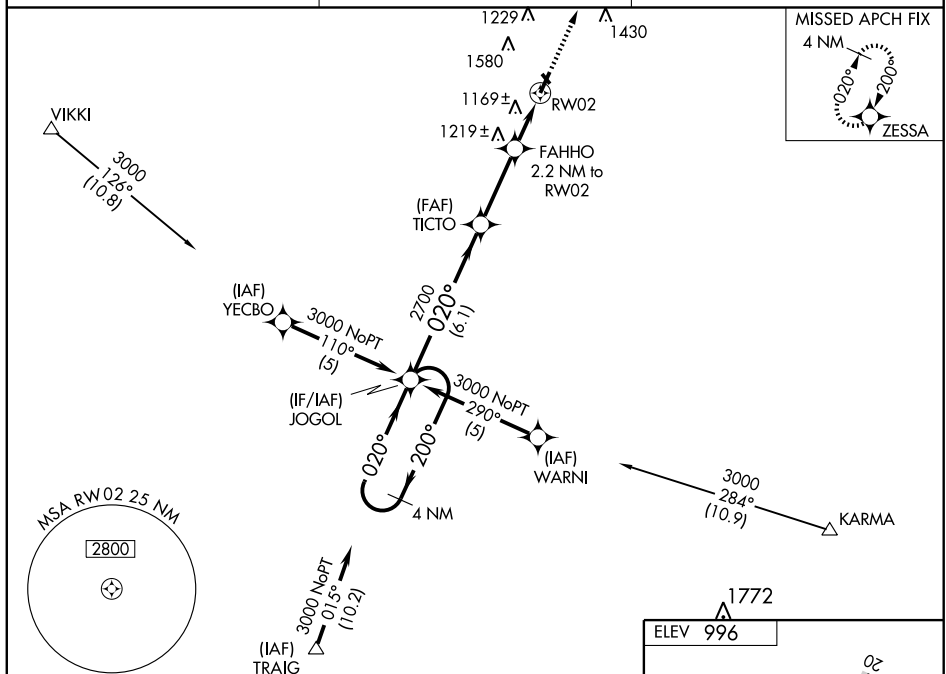 1229
1430
1580
MISSED APCH FIX
4 NM
020°
200°
ZESSA
RW02
1169±
1219±
FAHHO
2.2 NM to
RW02
VIKKI
3000
126°
(10.8)
(FAF)
TICTO
2700
020°
(6.1)
(IAF)
YECBO
3000 NoPT
110°
(5)
(IF/IAF)
JOGOL
3000 NoPT
290°
(5)
(IAF)
WARNI
020°
200°
4 NM
3000
284°
(10.9)
KARMA
MSA RW02 25 NM
2800
3000 NoPT
015°
(10.2)
(IAF)
TRAIG
1772
ELEV 996
20